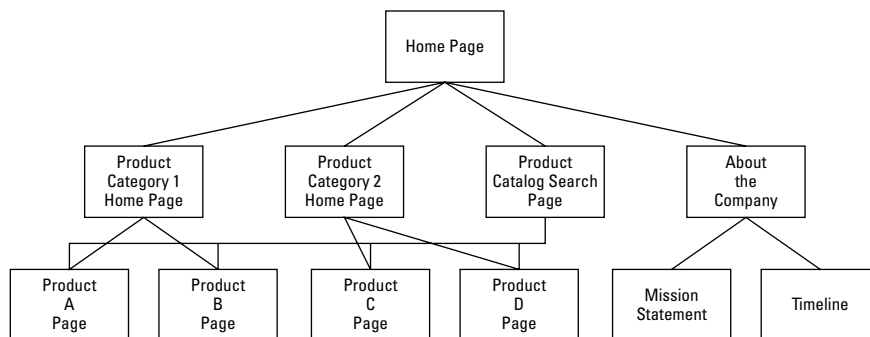 Home Page
Product
Category 1
Home Page
Product
Category 2
Home Page
Product
Catalog Search
Page
About
the
Company
Product
A
Page
Product
B
Page
Product
C
Page
Product
D
Page
Mission
Statement
Timeline